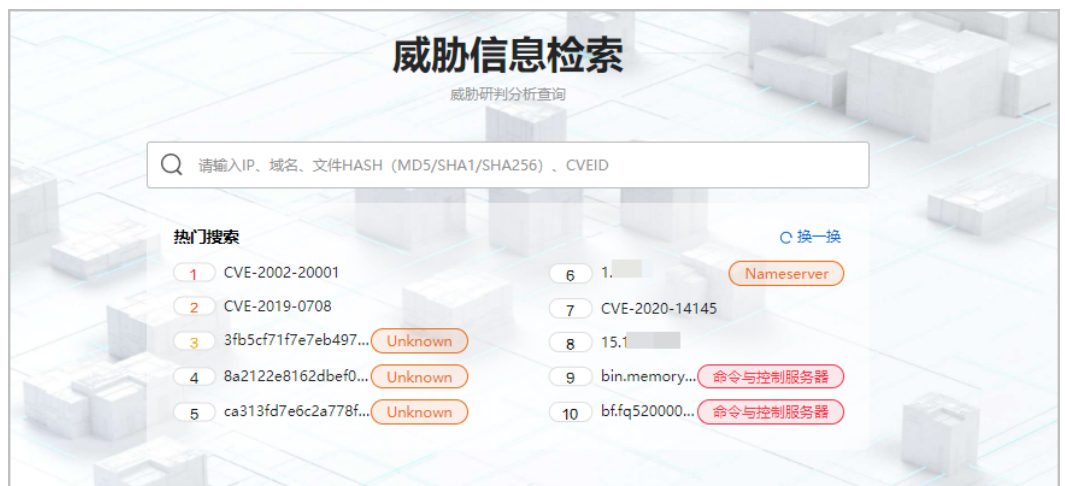 威胁信息检索
威胁研判分析查询
请输入IP、域名、文件HASH（MD5/SHA1/SHA256）、CVEID
热门搜索
换一换
1 CVE-2002-20001
2 CVE-2019-0708
3 3fb5cf71f7e7eb497... Unknown
4 8a2122e8162dbef0... Unknown
5 ca313fd7e6c2a778f... Unknown
6 1. Nameserver
7 CVE-2020-14145
8 15.1
9 bin.memory... 命令与控制服务器
10 bf.fq520000... 命令与控制服务器